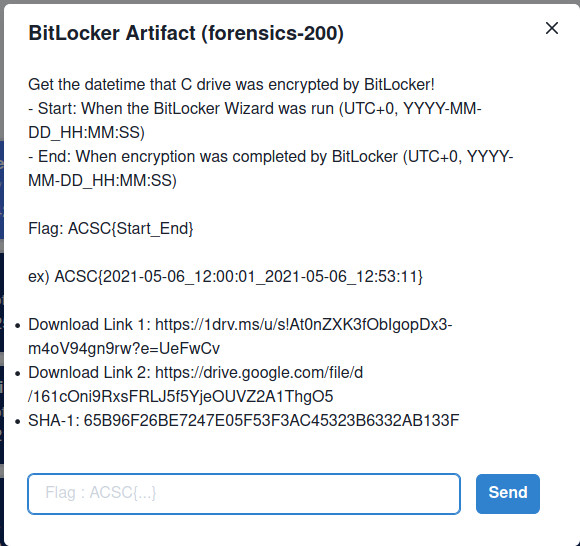 BitLocker Artifact (forensics-200)
Get the datetime that C drive was encrypted by BitLocker!
- Start: When the BitLocker Wizard was run (UTC+0, YYYY-MM-
DD_HH:MM:SS)
- End: When encryption was completed by BitLocker (UTC+0, YYYY-
MM-DD_HH:MM:SS)
Flag: ACSC{Start_End}
ex) ACSC{2021-05-06_12:00:01_2021-05-06_12:53:11}
• Download Link 1: https://1drv.ms/u/s!At0nZXK3fOblgopDx3-
m4oV94gn9rw?e=UeFwCv
• Download Link 2: https://drive.google.com/file/d
/161cOni9RxsFRLJ5f5YjeOUVZ2A1ThgO5
• SHA-1: 65B96F26BE7247E05F53F3AC45323B6332AB133F
Flag : ACSC{...}
Send